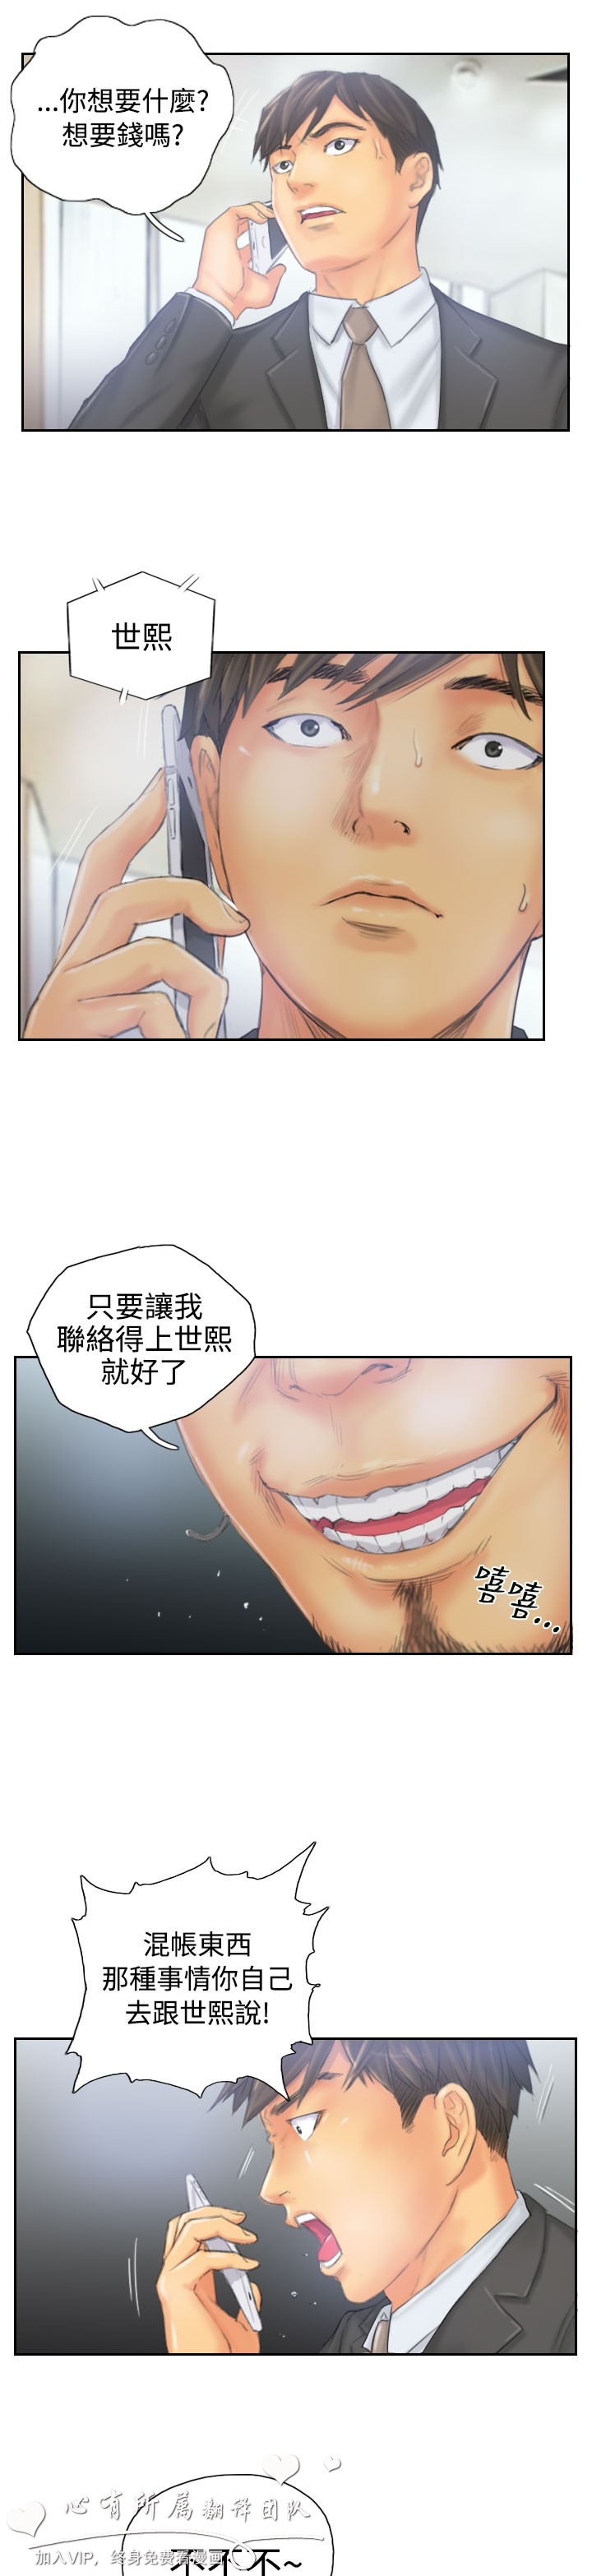 ...你想要什麼?
想要錢嗎?
世熙
只要讓我
聯絡得上世熙
就好了
嘻嘻...
混帳東西
那種事情你自己
去跟世熙說!
心有所属翻译团队
加入VIP，终身免费看漫画
不不不~